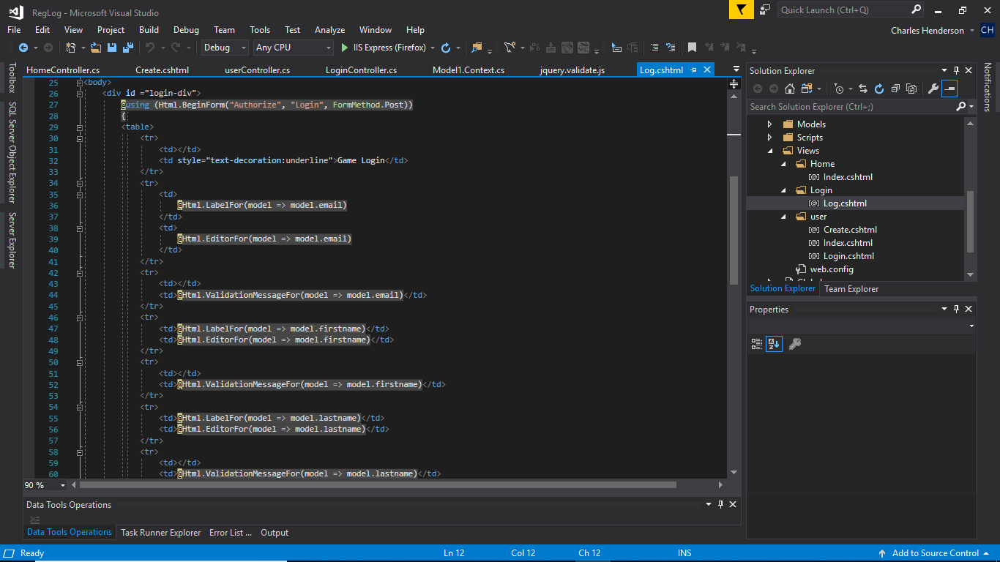 RegLog - Microsoft Visual Studio
Quick Launch (Ctrl+Q)
File Edit View Project Build Debug Team Tools Test Analyze Window Help
Charles Henderson CH
Debug Any CPU IIS Express (Firefox)
HomeController.cs Create.cshtml userController.cs LoginController.cs Model1.Context.cs jquery.validate.js Log.cshtml
Toolbox
SQL Server Object Explorer
Server Explorer
25 <body>
26 <div id ="login-div">
27 @using (Html.BeginForm("Authorize", "Login", FormMethod.Post))
28 {
29 <table>
30 <tr>
31 <td></td>
32 <td style="text-decoration:underline">Game Login</td>
33 </tr>
34 <tr>
35 <td>
36 @Html.LabelFor(model => model.email)
37 </td>
38 <td>
39 @Html.EditorFor(model => model.email)
40 </td>
41 </tr>
42 <tr>
43 <td></td>
44 <td>@Html.ValidationMessageFor(model => model.email)</td>
45 </tr>
46 <tr>
47 <td>@Html.LabelFor(model => model.firstname)</td>
48 <td>@Html.EditorFor(model => model.firstname)</td>
49 </tr>
50 <tr>
51 <td></td>
52 <td>@Html.ValidationMessageFor(model => model.firstname)</td>
53 </tr>
54 <tr>
55 <td>@Html.LabelFor(model => model.lastname)</td>
56 <td>@Html.EditorFor(model => model.lastname)</td>
57 </tr>
58 <tr>
59 <td></td>
60 <td>@Html.ValidationMessageFor(model => model.lastname)</td>
90 %
Solution Explorer
Search Solution Explorer (Ctrl+;)
Models
Scripts
Views
Home
Index.cshtml
Login
Log.cshtml
user
Create.cshtml
Index.cshtml
Login.cshtml
web.config
Solution Explorer Team Explorer
Properties
Notifications
Data Tools Operations
Data Tools Operations Task Runner Explorer Error List ... Output
Ready Ln 12 Col 12 Ch 12 INS Add to Source Control